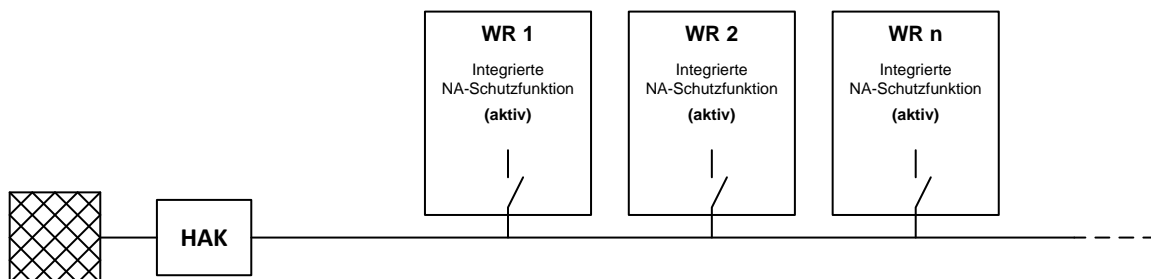 WR 1
Integrierte
NA-Schutzfunktion
(aktiv)
WR 2
Integrierte
NA-Schutzfunktion
(aktiv)
WR n
Integrierte
NA-Schutzfunktion
(aktiv)
HAK